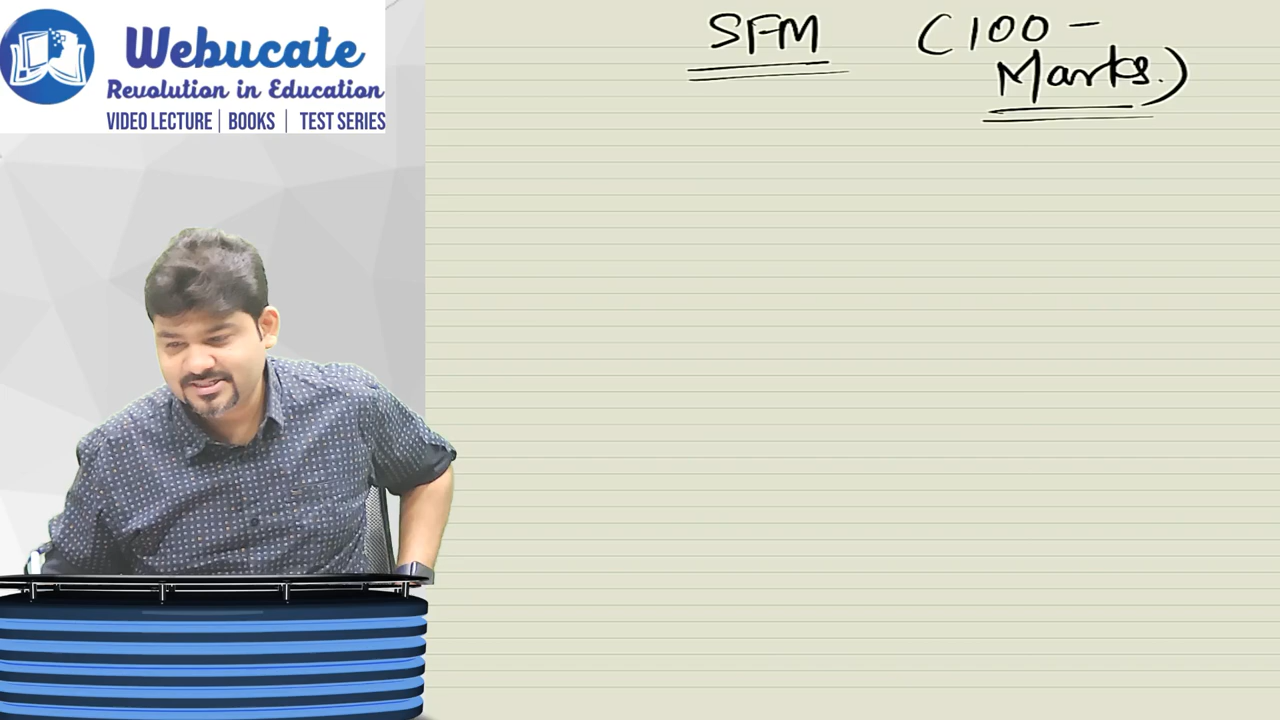 Webucate
Revolution in Education
VIDEO LECTURE | BOOKS | TEST SERIES
SFM (100 -
Marks.)